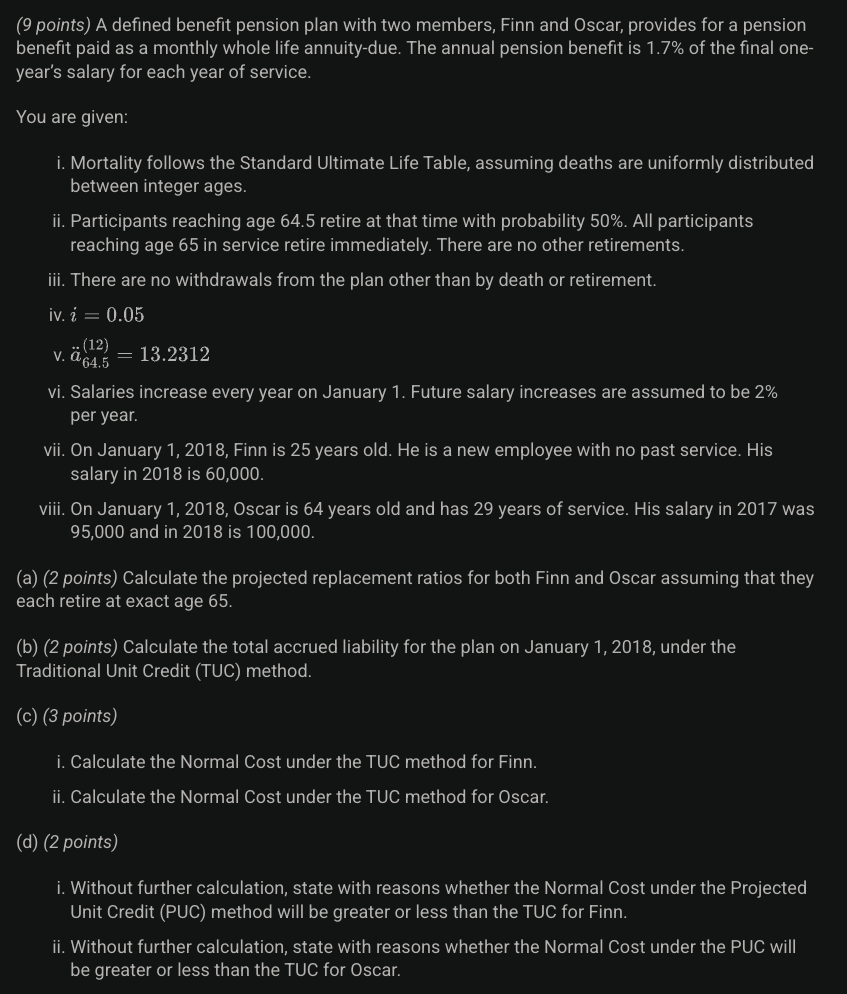 (9 points) A defined benefit pension plan with two members, Finn and Oscar, provides for a pension
benefit paid as a monthly whole life annuity-due. The annual pension benefit is 1.7% of the final one-
year's salary for each year of service.
You are given:
i. Mortality follows the Standard Ultimate Life Table, assuming deaths are uniformly distributed
between integer ages.
ii. Participants reaching age 64.5 retire at that time with probability 50%. All participants
reaching age 65 in service retire immediately. There are no other retirements.
iii. There are no withdrawals from the plan other than by death or retirement.
iv. i = 0.05
v. ä_{64.5}^{(12)} = 13.2312
vi. Salaries increase every year on January 1. Future salary increases are assumed to be 2%
per year.
vii. On January 1, 2018, Finn is 25 years old. He is a new employee with no past service. His
salary in 2018 is 60,000.
viii. On January 1, 2018, Oscar is 64 years old and has 29 years of service. His salary in 2017 was
95,000 and in 2018 is 100,000.
(a) (2 points) Calculate the projected replacement ratios for both Finn and Oscar assuming that they
each retire at exact age 65.
(b) (2 points) Calculate the total accrued liability for the plan on January 1, 2018, under the
Traditional Unit Credit (TUC) method.
(c) (3 points)
i. Calculate the Normal Cost under the TUC method for Finn.
ii. Calculate the Normal Cost under the TUC method for Oscar.
(d) (2 points)
i. Without further calculation, state with reasons whether the Normal Cost under the Projected
Unit Credit (PUC) method will be greater or less than the TUC for Finn.
ii. Without further calculation, state with reasons whether the Normal Cost under the PUC will
be greater or less than the TUC for Oscar.